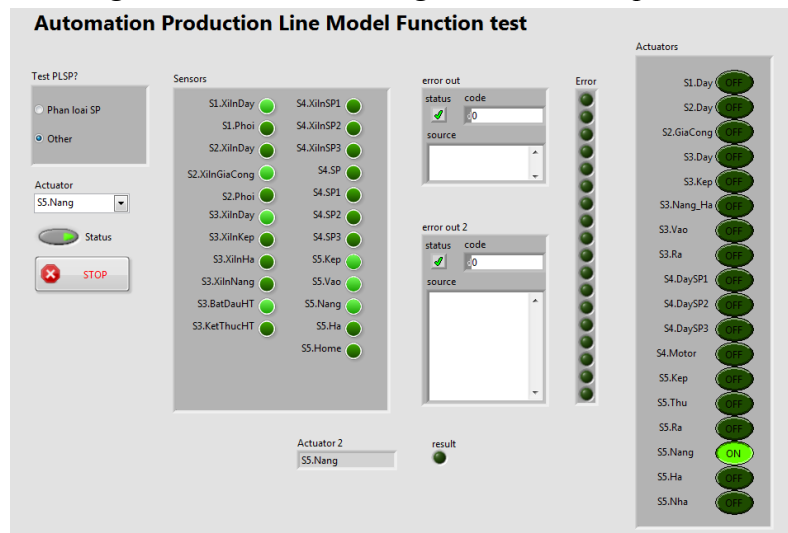 Automation Production Line Model Function test
Test PLSP?
Phan loai SP
Other
Actuator
S5.Nang
Status
STOP
Sensors
S1.XilnDay
S1.Phoi
S2.XilnDay
S2.XilnGiaCong
S2.Phoi
S3.XilnDay
S3.XilnKep
S3.XilnHa
S3.XilnNang
S3.BatDauHT
S3.KetThucHT
S4.XilnSP1
S4.XilnSP2
S4.XilnSP3
S4.SP
S4.SP1
S4.SP2
S4.SP3
S5.Kep
S5.Vao
S5.Nang
S5.Ha
S5.Home
error out
status code
0
source
error out 2
status code
0
source
Error
Actuator 2
S5.Nang
result
Actuators
S1.Day OFF
S2.Day OFF
S2.GiaCong OFF
S3.Day OFF
S3.Kep OFF
S3.Nang_Ha OFF
S3.Vao OFF
S3.Ra OFF
S4.DaySP1 OFF
S4.DaySP2 OFF
S4.DaySP3 OFF
S4.Motor OFF
S5.Kep OFF
S5.Thu OFF
S5.Ra OFF
S5.Nang ON
S5.Ha OFF
S5.Nha OFF